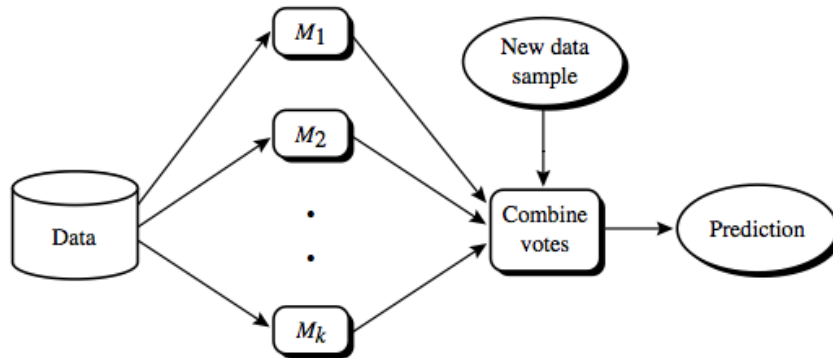 M1
New data
sample
M2
Data
Combine
votes
Prediction
Mk